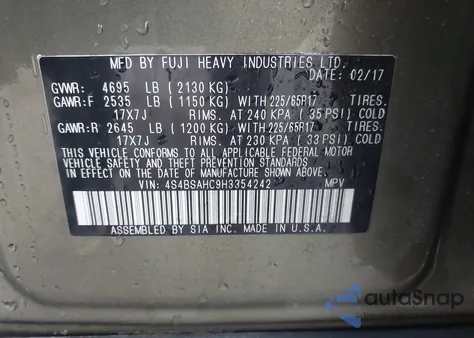 MFD BY FUJI HEAVY INDUSTRIES LTD.
DATE: 02/17
GVWR: 4695 LB ( 2130 KG)
GAWR:F 2535 LB ( 1150 KG) WITH 225/65R17 TIRES.
17X7J RIMS. AT 240 KPA ( 35 PSI) COLD
GAWR:R 2645 LB ( 1200 KG) WITH 225/65R17 TIRES.
17X7J RIMS. AT 230 KPA ( 33 PSI) COLD
THIS VEHICLE CONFORMS TO ALL APPLICABLE FEDERAL MOTOR
VEHICLE SAFETY AND THEFT PREVENTION STANDARDS IN
EFFECT ON THE DATE OF MANUFACTURE SHOWN ABOVE.
VIN: 4S4BSAHC9H3354242 MPV
ASSEMBLED BY SIA INC. MADE IN U.S.A.
autoSnap